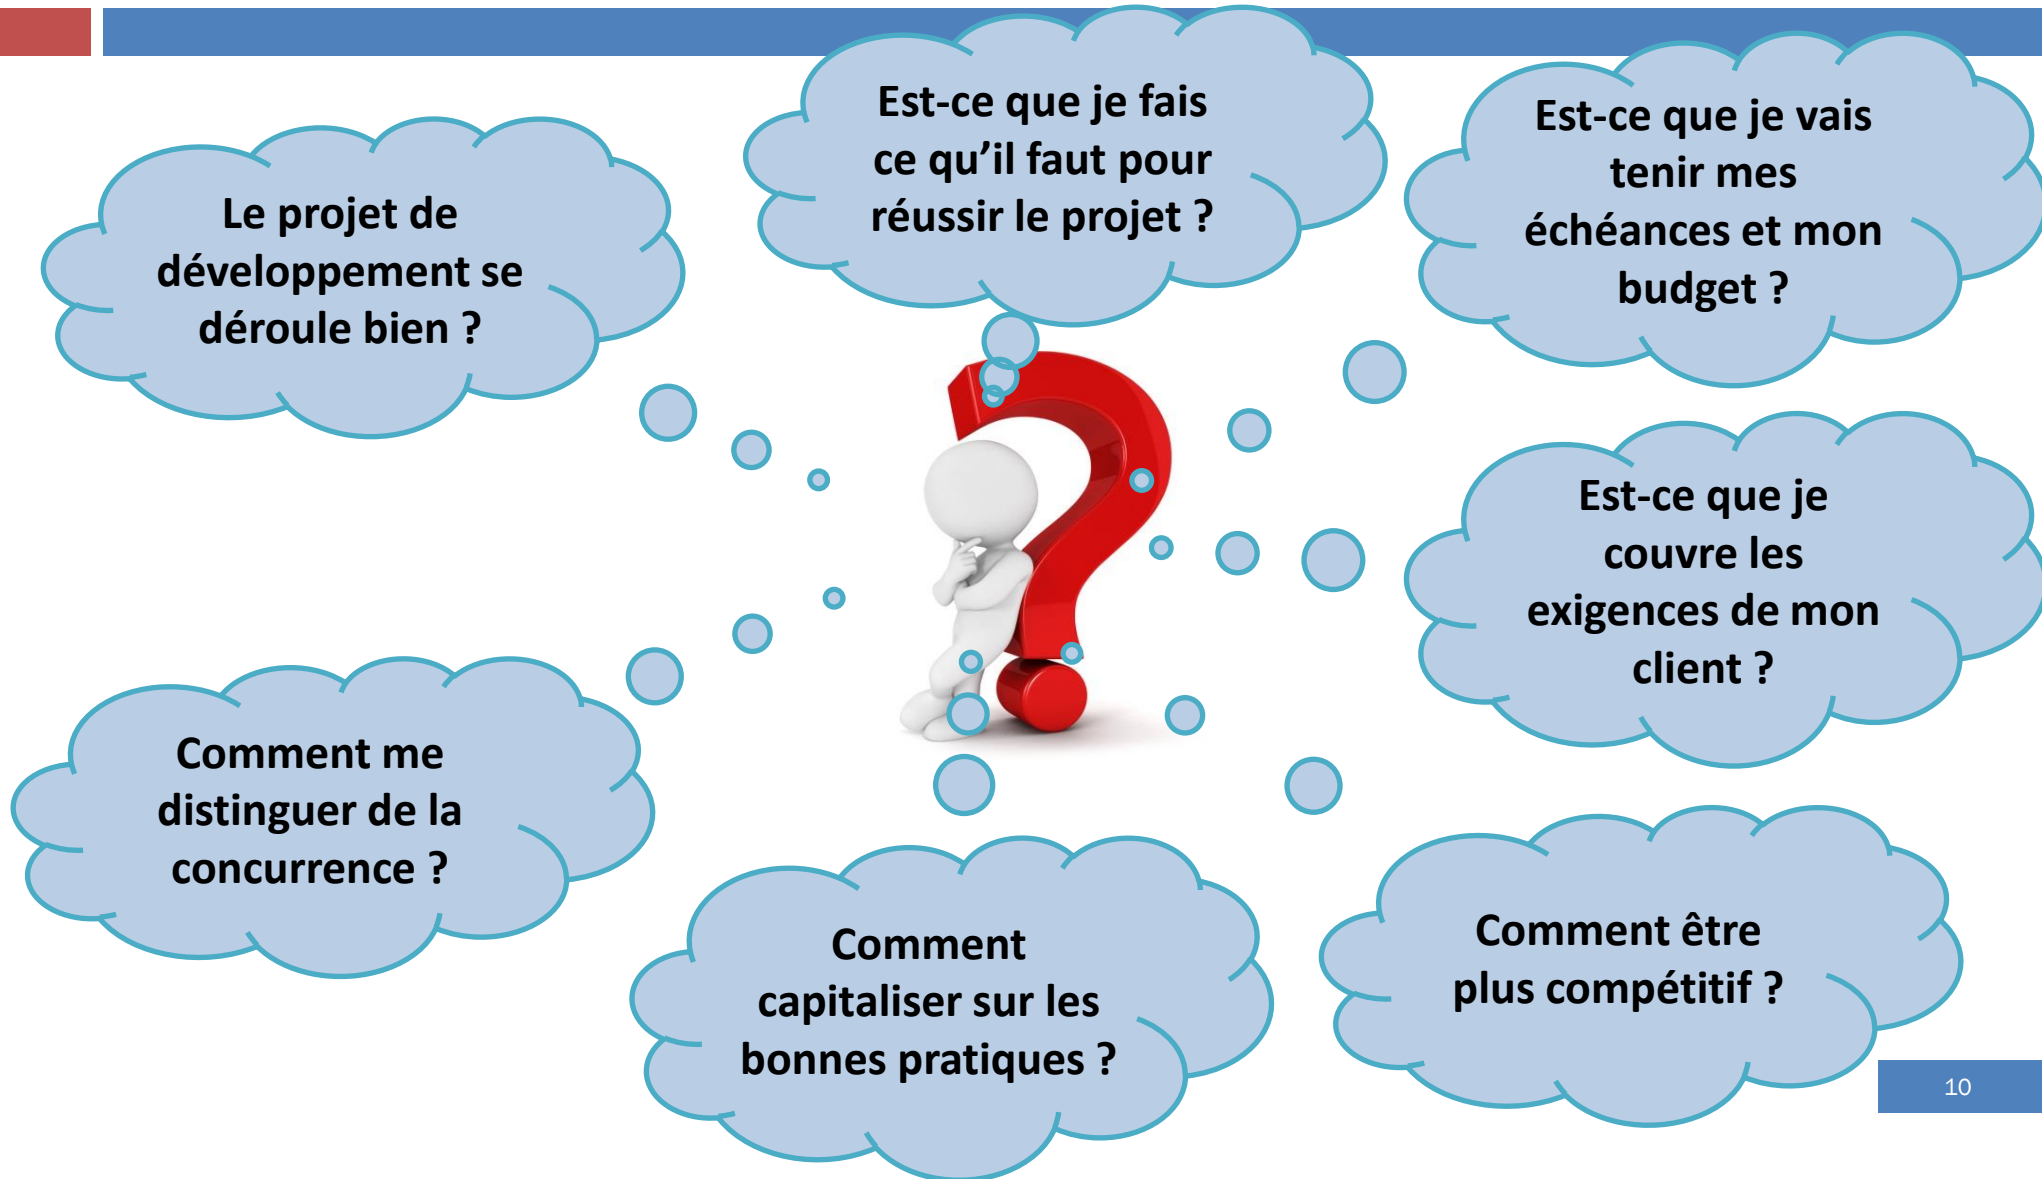 Le projet de
développement se
déroule bien ?
Est-ce que je fais
ce qu’il faut pour
réussir le projet ?
Est-ce que je vais
tenir mes
échéances et mon
budget ?
Est-ce que je
couvre les
exigences de mon
client ?
Comment me
distinguer de la
concurrence ?
Comment
capitaliser sur les
bonnes pratiques ?
Comment être
plus compétitif ?
10